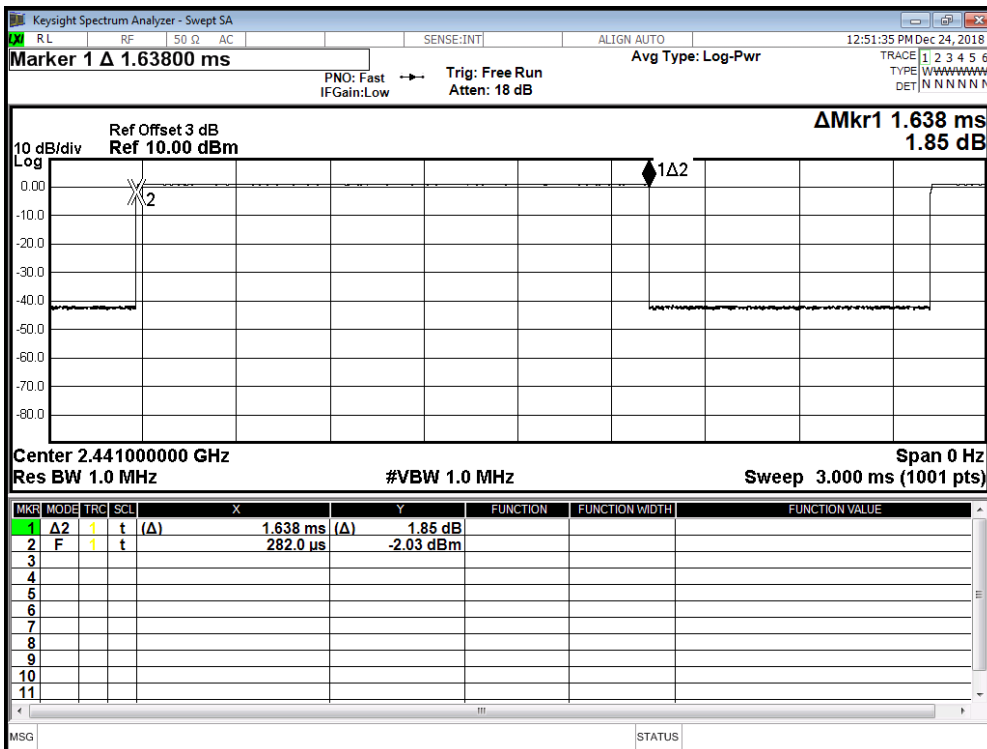 Keysight Spectrum Analyzer - Swept SA
LXI RL RF 50 Ω AC SENSE:INT ALIGN AUTO 12:51:35 PM Dec 24, 2018
Marker 1 Δ 1.63800 ms
PNO: Fast Trig: Free Run Avg Type: Log-Pwr TRACE 1 2 3 4 5 6
IFGain:Low Atten: 18 dB TYPE WWWWWW
DET N N N N N N
Ref Offset 3 dB ΔMkr1 1.638 ms
10 dB/div Ref 10.00 dBm 1.85 dB
Log
1Δ2
0.00
2
-10.0
-20.0
-30.0
-40.0
-50.0
-60.0
-70.0
-80.0
Center 2.441000000 GHz Span 0 Hz
Res BW 1.0 MHz #VBW 1.0 MHz Sweep 3.000 ms (1001 pts)
MKR MODE TRC SCL X Y FUNCTION FUNCTION WIDTH FUNCTION VALUE
1 Δ2 1 t (Δ) 1.638 ms (Δ) 1.85 dB
2 F 1 t 282.0 µs -2.03 dBm
3
4
5
6
7
8
9
10
11
MSG STATUS